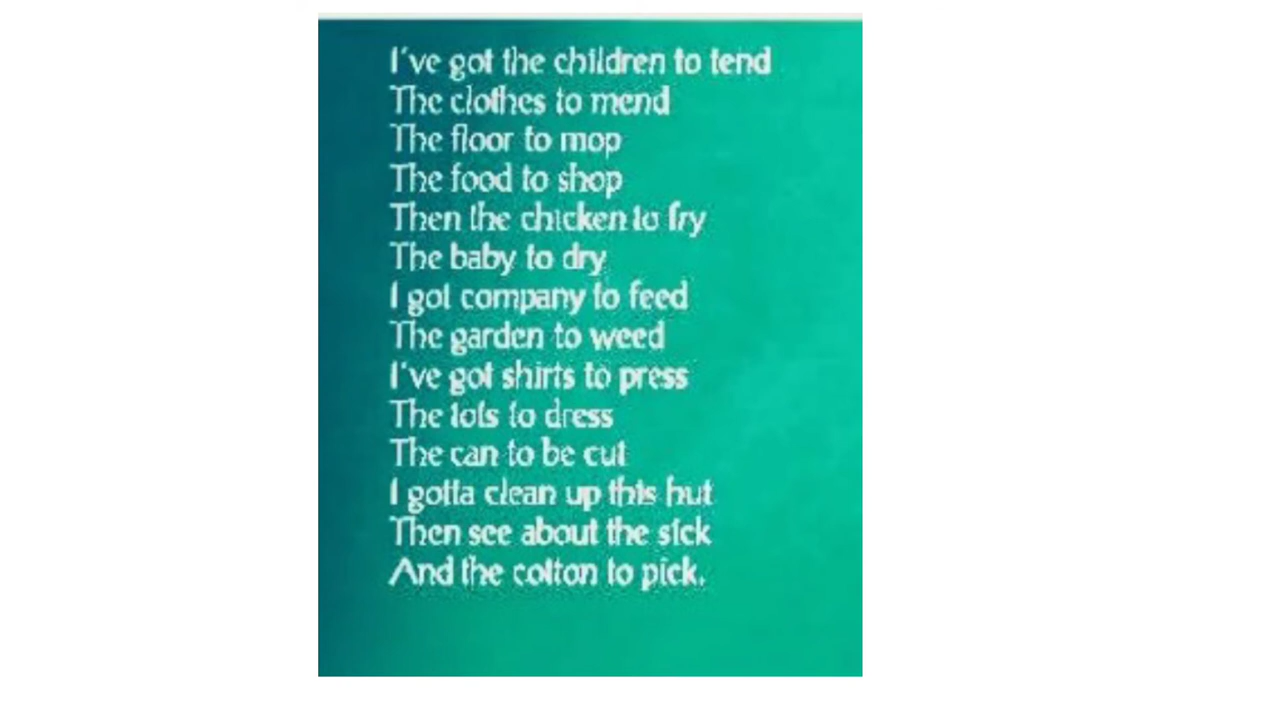 I've got the children to tend
The clothes to mend
The floor to mop
The food to shop
Then the chicken to fry
The baby to dry
I got company to feed
The garden to weed
I've got shirts to press
The tots to dress
The can to be cut
I gotta clean up this hut
Then see about the sick
And the cotton to pick.